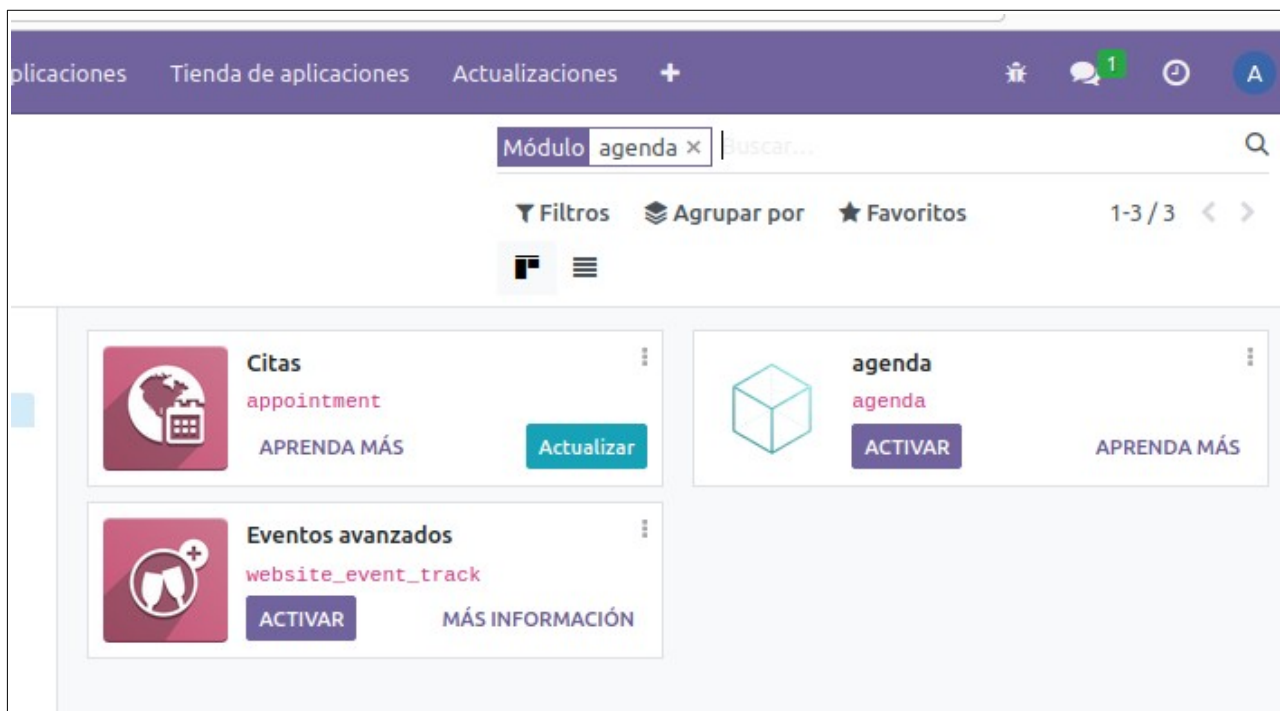 plicaciones Tienda de aplicaciones Actualizaciones + 1 A
Módulo agenda × Buscar...
Filtros Agrupar por Favoritos 1-3 / 3
Citas
appointment
APRENDA MÁS Actualizar
agenda
agenda
ACTIVAR APRENDA MÁS
Eventos avanzados
website_event_track
ACTIVAR MÁS INFORMACIÓN